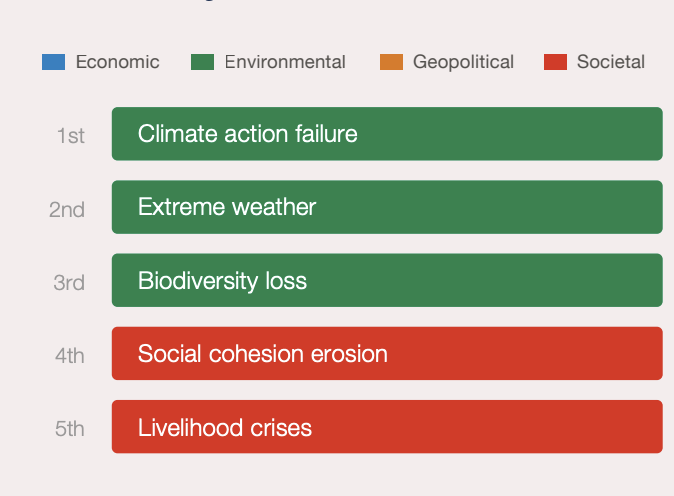 Economic Environmental Geopolitical Societal
1st Climate action failure
2nd Extreme weather
3rd Biodiversity loss
4th Social cohesion erosion
5th Livelihood crises